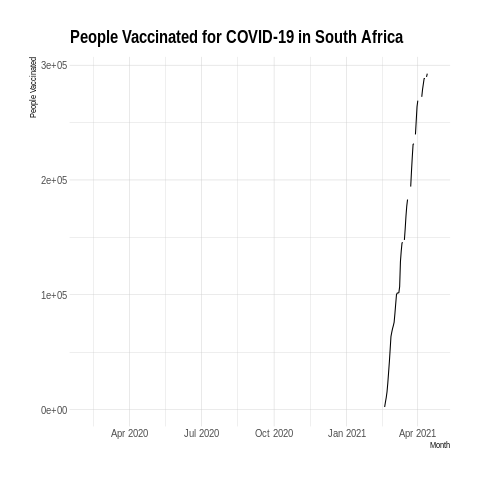 People Vaccinated for COVID-19 in South Africa
People Vaccinated
3e+05
2e+05
1e+05
0e+00
Apr 2020 Jul 2020 Oct 2020 Jan 2021 Apr 2021
Month